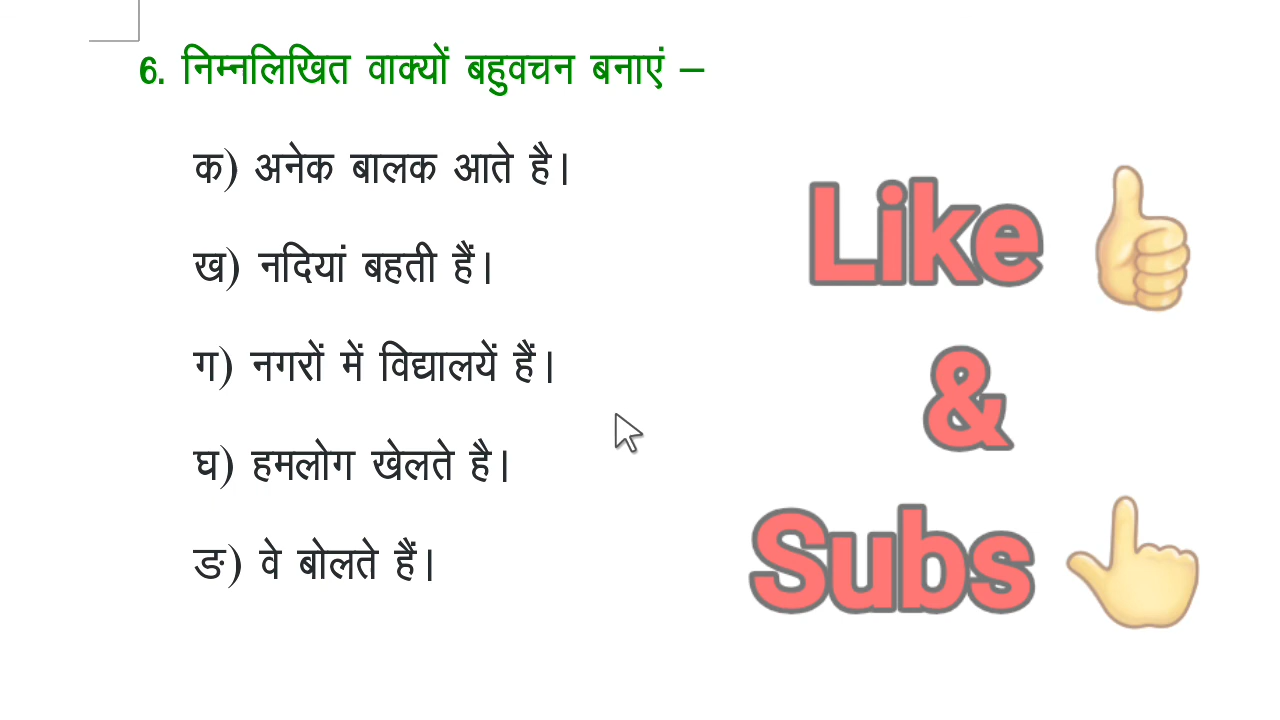 6. निम्नलिखित वाक्यों बहुवचन बनाएं –
क) अनेक बालक आते है।
ख) नदियां बहती हैं।
ग) नगरों में विद्यालयें हैं।
घ) हमलोग खेलते है।
ङ) वे बोलते हैं।
Like
&
Subs